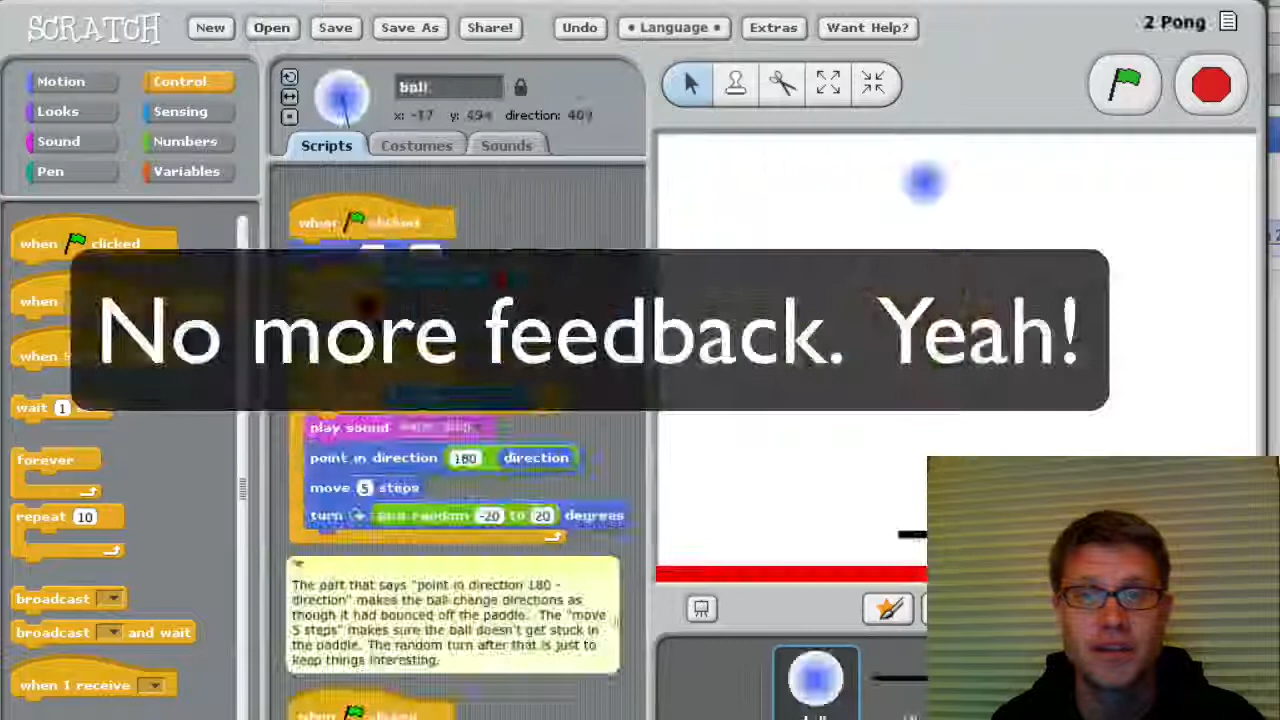 SCRATCH
New
Open
Save
Save As
Share!
Undo
• Language •
Extras
Want Help?
2 Pong
Motion
Control
Looks
Sensing
Sound
Numbers
Pen
Variables
ball
x: -17
direction:
Scripts
Costumes
Sounds
when clicked
when clicked
when
when
wait 1
No more feedback. Yeah!
forever
repeat 10
broadcast
broadcast and wait
when I receive
play sound
point in direction 180 - direction
move 5 steps
turn pick random -20 to 20 degrees
The part that says "point in direction 180 -
direction" makes the ball change directions as
though it had bounced off the paddle. The "move
5 steps" makes sure the ball doesn't get stuck in
the paddle. The random turn after that is just to
keep things interesting.